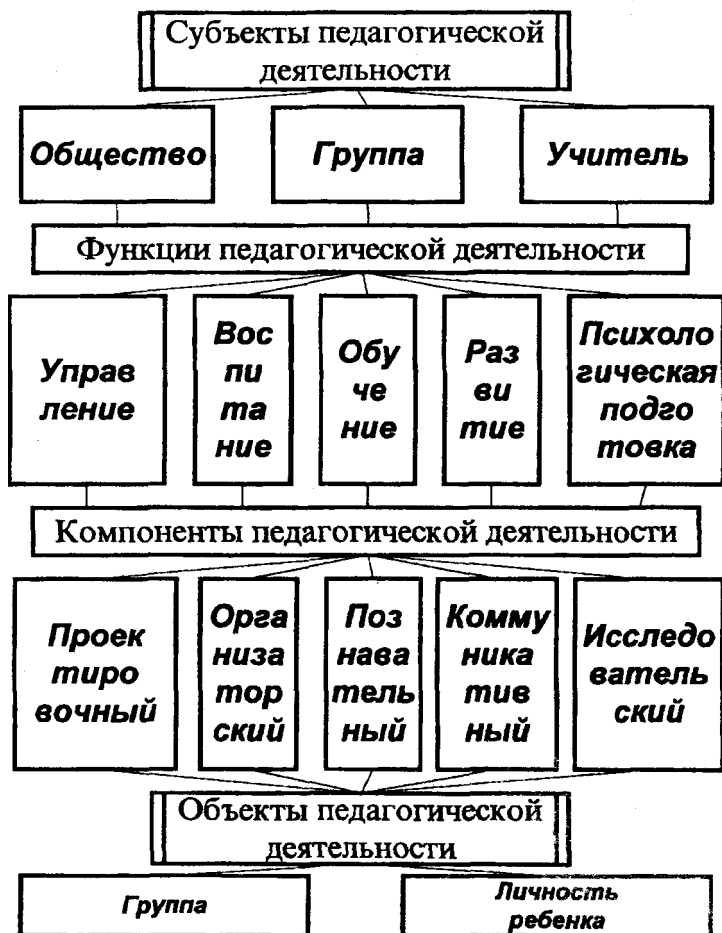 Субъекты педагогической
деятельности
Общество
Группа
Учитель
Функции педагогической деятельности
Управ
ление
Вос
пи
та
ние
Обу
че
ние
Раз
ви
тие
Психоло
гическая
подго
товка
Компоненты педагогической деятельности
Проек
тиро
вочный
Орга
низа
тор
ский
Поз
нава
тель
ный
Комму
ника
тив
ный
Исследо
ватель
ский
Объекты педагогической
деятельности
Группа
Личность
ребенка